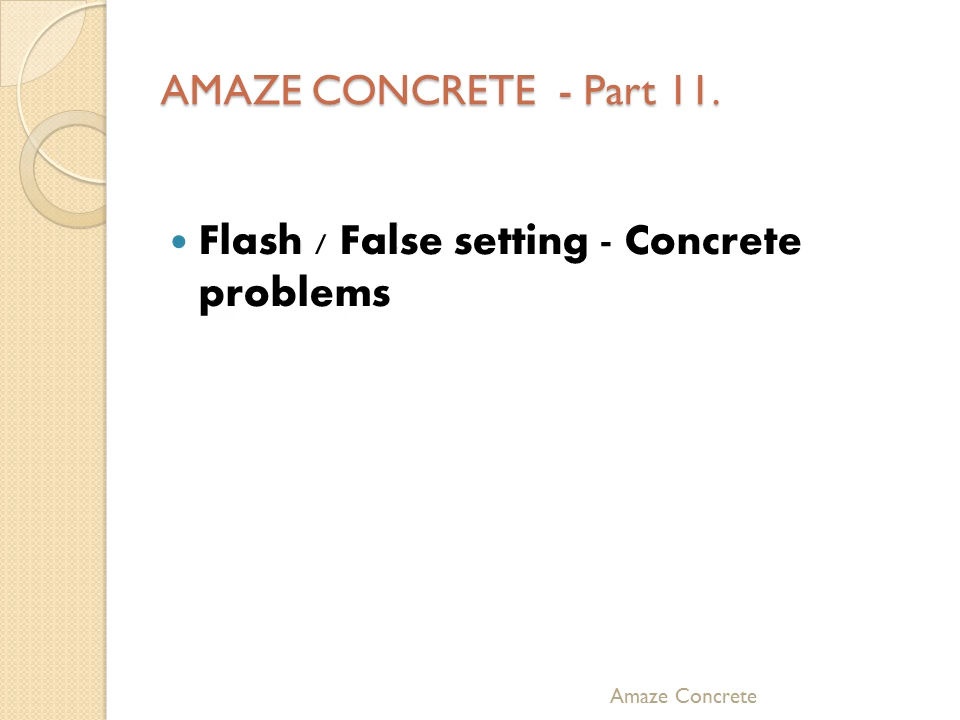 AMAZE CONCRETE - Part 11.
• Flash / False setting - Concrete
problems
Amaze Concrete